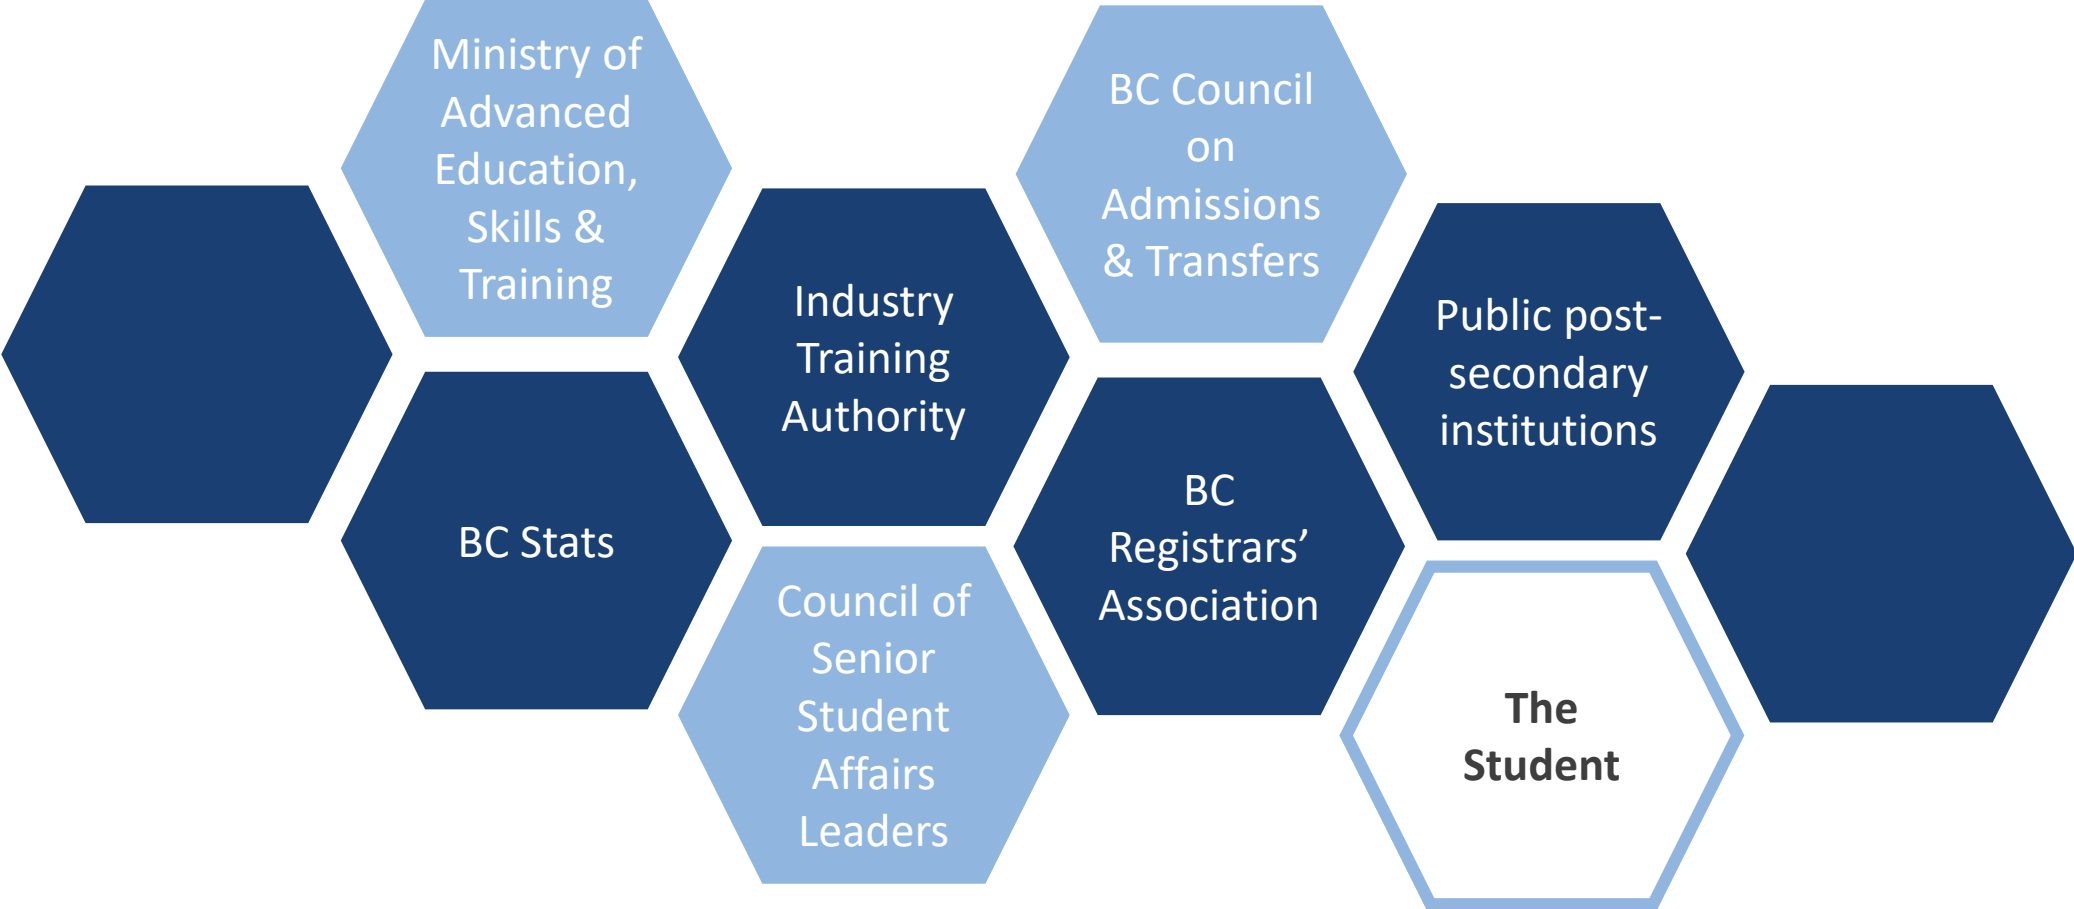 Ministry of
Advanced
Education,
Skills &
Training
BC Stats
Industry
Training
Authority
Council of
Senior
Student
Affairs
Leaders
BC Council
on
Admissions
& Transfers
BC
Registrars’
Association
Public post-
secondary
institutions
The
Student